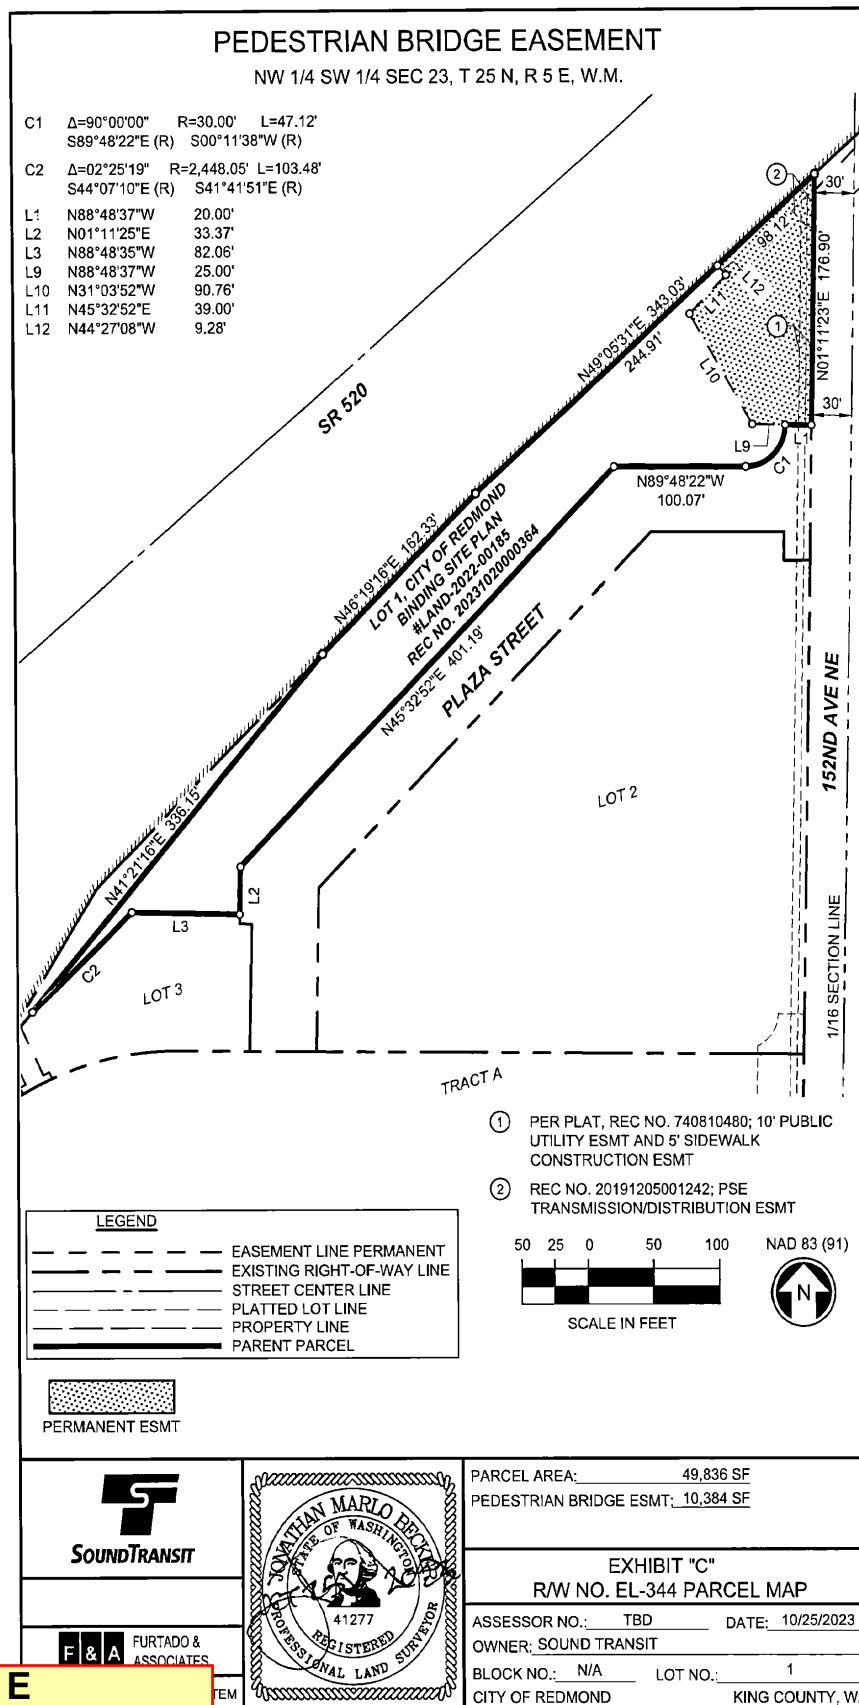 PEDESTRIAN BRIDGE EASEMENT
NW 1/4 SW 1/4 SEC 23, T 25 N, R 5 E, W.M.
C1 Δ=90°00'00" R=30.00' L=47.12'
S89°48'22"E (R) S00°11'38"W (R)
C2 Δ=02°25'19" R=2,448.05' L=103.48'
S44°07'10"E (R) S41°41'51"E (R)
L1 N88°48'37"W 20.00'
L2 N01°11'25"E 33.37'
L3 N88°48'35"W 82.06'
L9 N88°48'37"W 25.00'
L10 N31°03'52"W 90.76'
L11 N45°32'52"E 39.00'
L12 N44°27'08"W 9.28'
2
30'
98.12'
L12
L11
N01°11'23"E 176.90'
1
L10
30'
L9
L1
C1
N49°05'31"E 343.03'
244.91'
SR 520
N89°48'22"W
100.07'
N46°19'16"E 162.33'
LOT 1, CITY OF REDMOND
BINDING SITE PLAN
#LAND-2022-00185
REC NO. 20231020000364
N45°32'52"E 401.19'
PLAZA STREET
152ND AVE NE
LOT 2
N41°21'16"E 336.15'
L2
L3
C2
LOT 3
1/16 SECTION LINE
TRACT A
1 PER PLAT, REC NO. 740810480; 10' PUBLIC
UTILITY ESMT AND 5' SIDEWALK
CONSTRUCTION ESMT
2 REC NO. 20191205001242; PSE
TRANSMISSION/DISTRIBUTION ESMT
LEGEND
EASEMENT LINE PERMANENT
EXISTING RIGHT-OF-WAY LINE
STREET CENTER LINE
PLATTED LOT LINE
PROPERTY LINE
PARENT PARCEL
50 25 0 50 100
SCALE IN FEET
NAD 83 (91)
N
PERMANENT ESMT
SOUNDTRANSIT
JONATHAN MARLO BECKER
STATE OF WASHINGTON
41277
REGISTERED
PROFESSIONAL LAND SURVEYOR
PARCEL AREA: 49,836 SF
PEDESTRIAN BRIDGE ESMT: 10,384 SF
EXHIBIT "C"
R/W NO. EL-344 PARCEL MAP
ASSESSOR NO.: TBD DATE: 10/25/2023
OWNER: SOUND TRANSIT
BLOCK NO.: N/A LOT NO.: 1
CITY OF REDMOND KING COUNTY, WA
F & A FURTADO &
ASSOCIATES
E
TEM